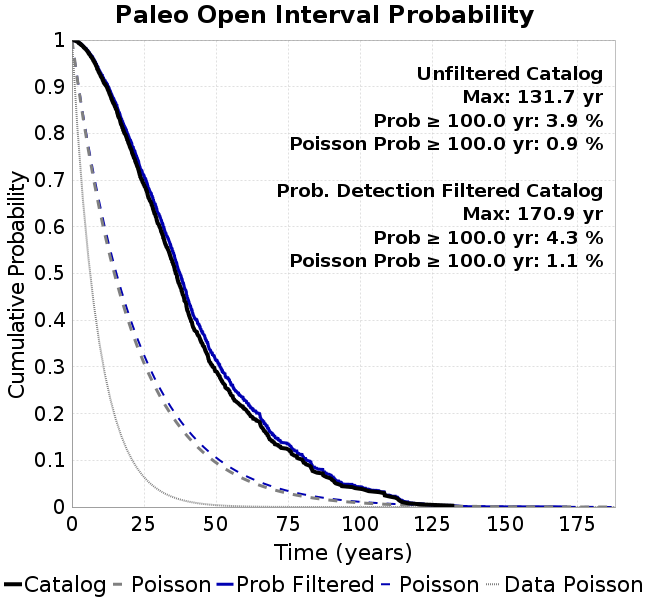 Paleo Open Interval Probability
Unfiltered Catalog
Max: 131.7 yr
Prob ≥ 100.0 yr: 3.9 %
Poisson Prob ≥ 100.0 yr: 0.9 %
Prob. Detection Filtered Catalog
Max: 170.9 yr
Prob ≥ 100.0 yr: 4.3 %
Poisson Prob ≥ 100.0 yr: 1.1 %
Cumulative Probability
1
0.9
0.8
0.7
0.6
0.5
0.4
0.3
0.2
0.1
0
0 25 50 75 100 125 150 175
Time (years)
Catalog Poisson Prob Filtered Poisson Data Poisson